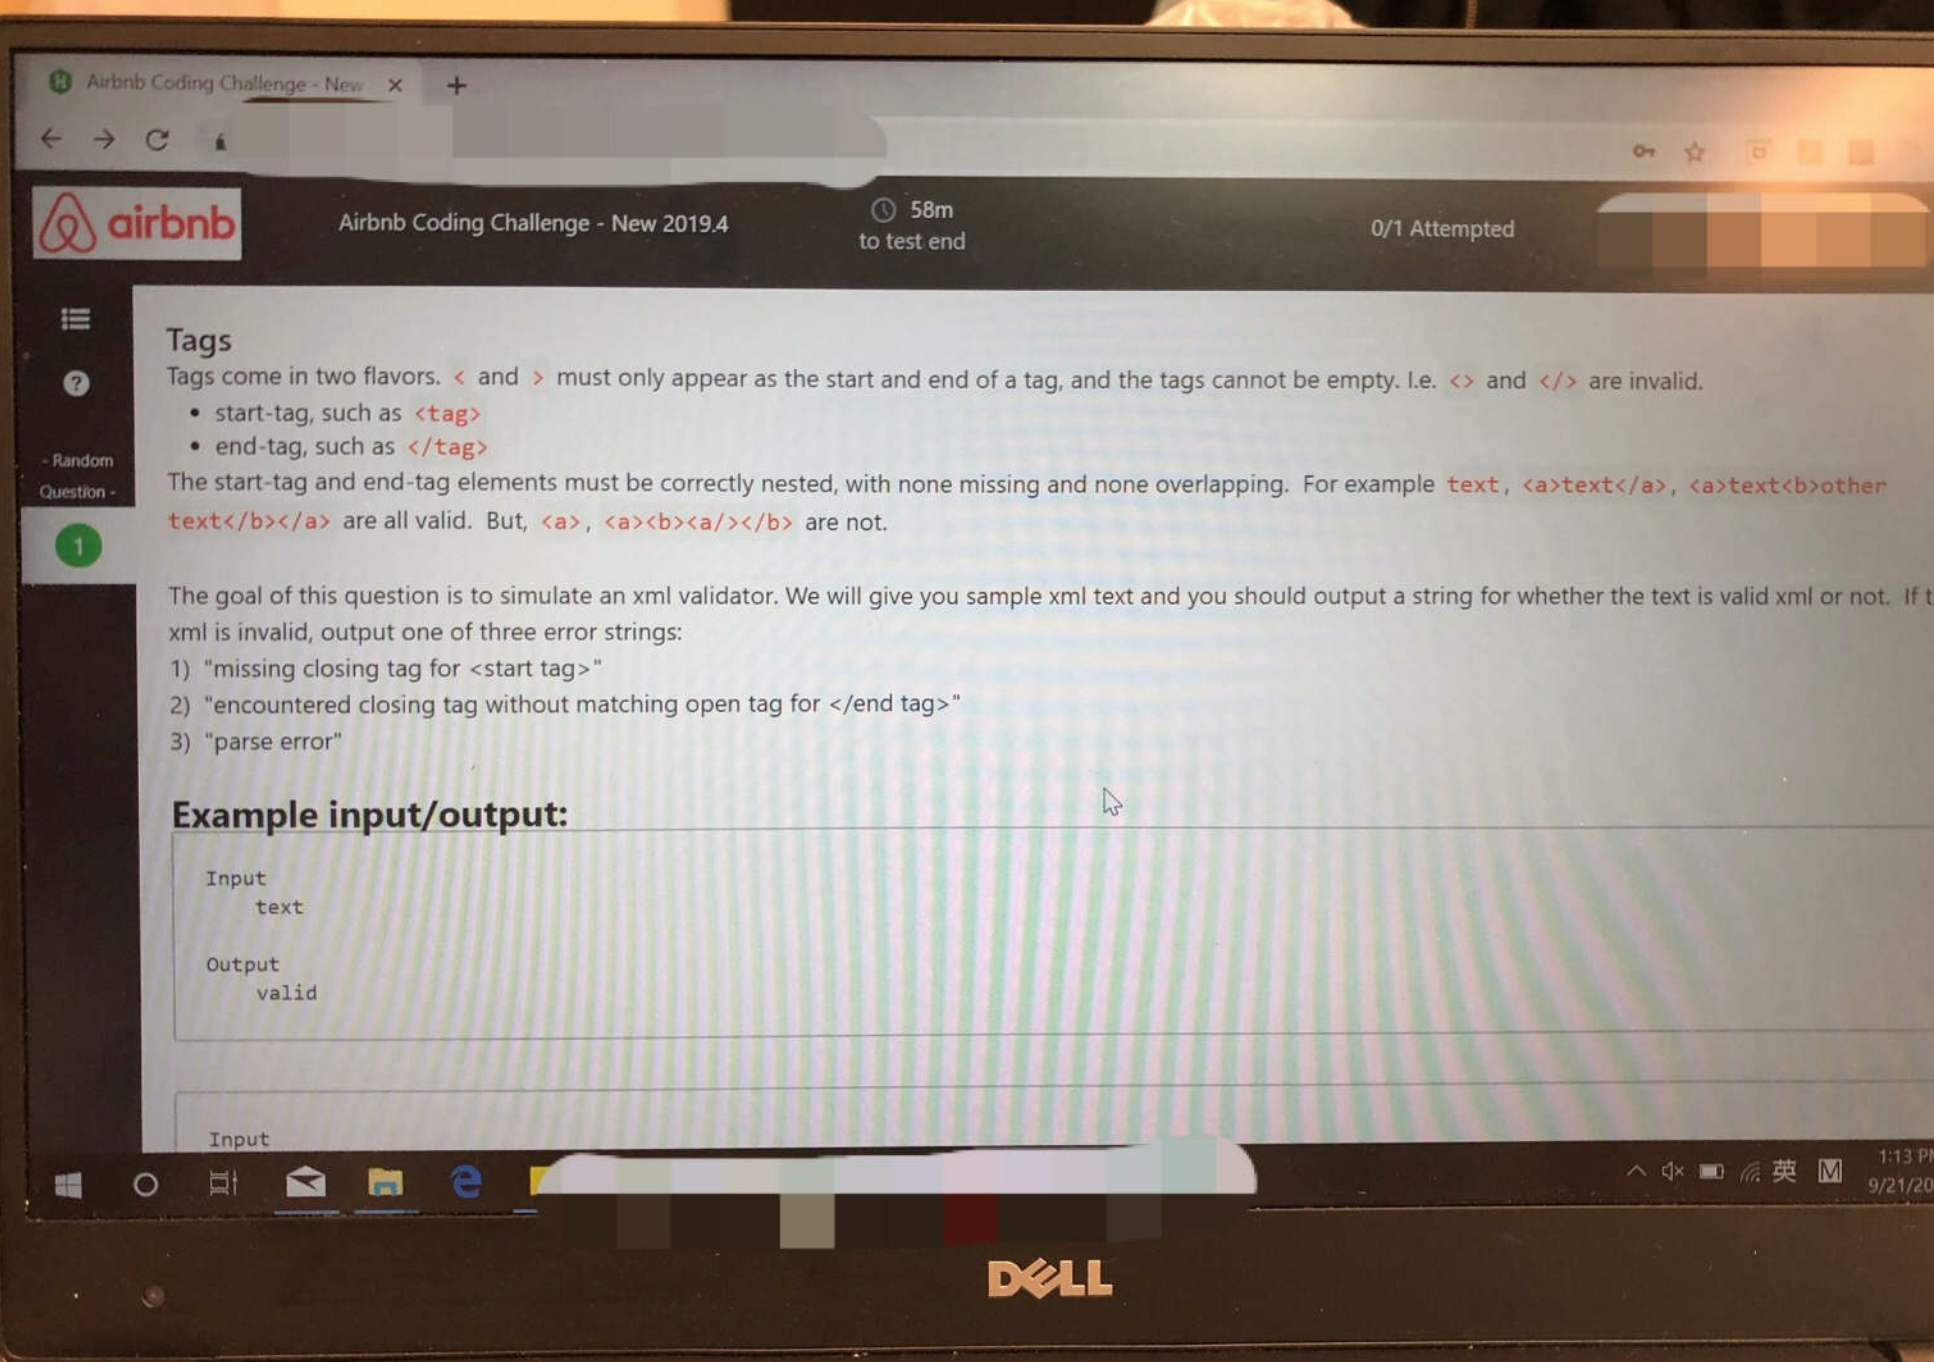 Airbnb Coding Challenge - New
airbnb
Airbnb Coding Challenge - New 2019.4
58m
to test end
0/1 Attempted
- Random
Question -
1
Tags
Tags come in two flavors. < and > must only appear as the start and end of a tag, and the tags cannot be empty. I.e. <> and </> are invalid.
• start-tag, such as <tag>
• end-tag, such as </tag>
The start-tag and end-tag elements must be correctly nested, with none missing and none overlapping. For example text, <a>text</a>, <a>text<b>other
text</b></a> are all valid. But, <a>, <a><b><a/></b> are not.
The goal of this question is to simulate an xml validator. We will give you sample xml text and you should output a string for whether the text is valid xml or not. If t
xml is invalid, output one of three error strings:
1) "missing closing tag for <start tag>"
2) "encountered closing tag without matching open tag for </end tag>"
3) "parse error"
Example input/output:
Input
text
Output
valid
Input
英 M
1:13 PM
9/21/20
DELL